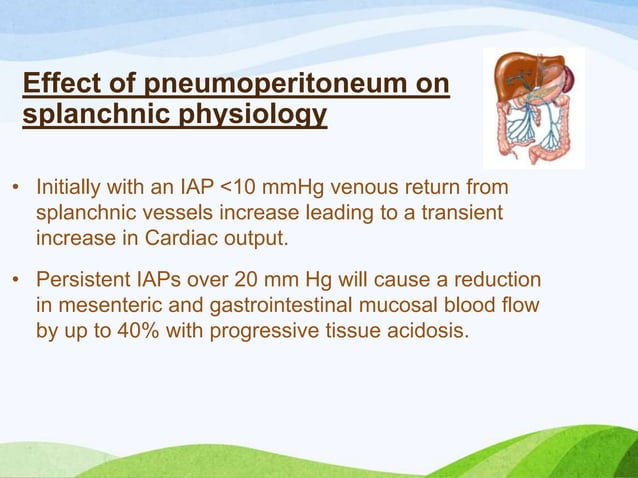 Effect of pneumoperitoneum on
splanchnic physiology
• Initially with an IAP <10 mmHg venous return from
splanchnic vessels increase leading to a transient
increase in Cardiac output.
• Persistent IAPs over 20 mm Hg will cause a reduction
in mesenteric and gastrointestinal mucosal blood flow
by up to 40% with progressive tissue acidosis.